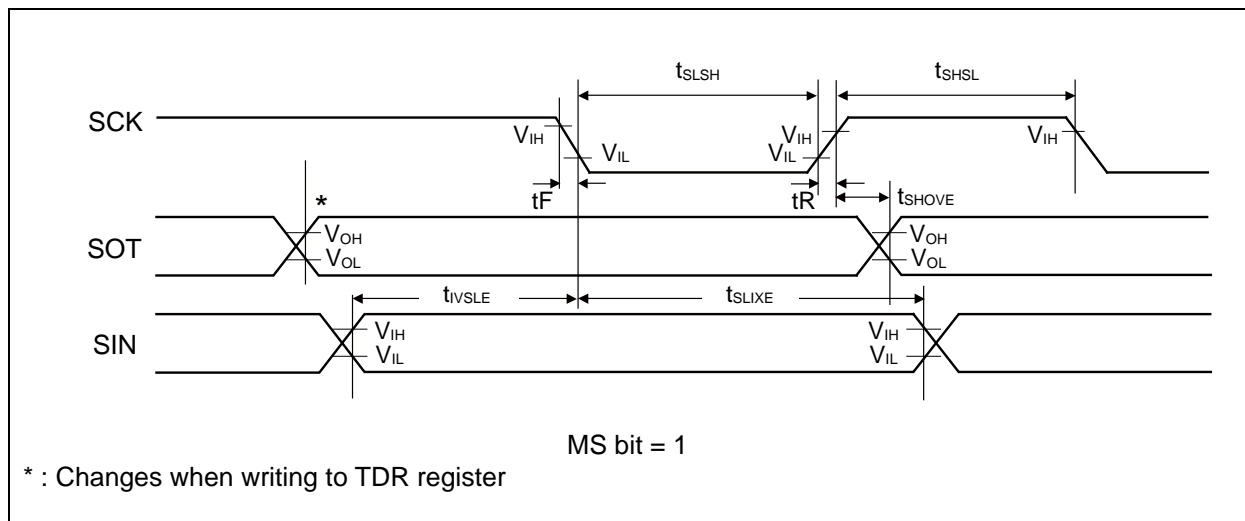 tSLSH tSHSL
SCK VIH VIL VIH VIL VIH
tF tR tSHOVE
*
SOT VOH VOL VOH VOL
tIVSLE tSLIXE
SIN VIH VIL VIH VIL
MS bit = 1
* : Changes when writing to TDR register